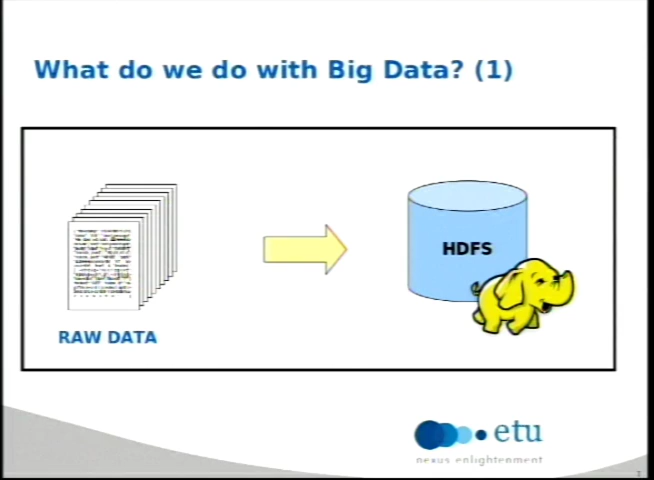 What do we do with Big Data? (1)
HDFS
RAW DATA
etu
nexus enlightenment